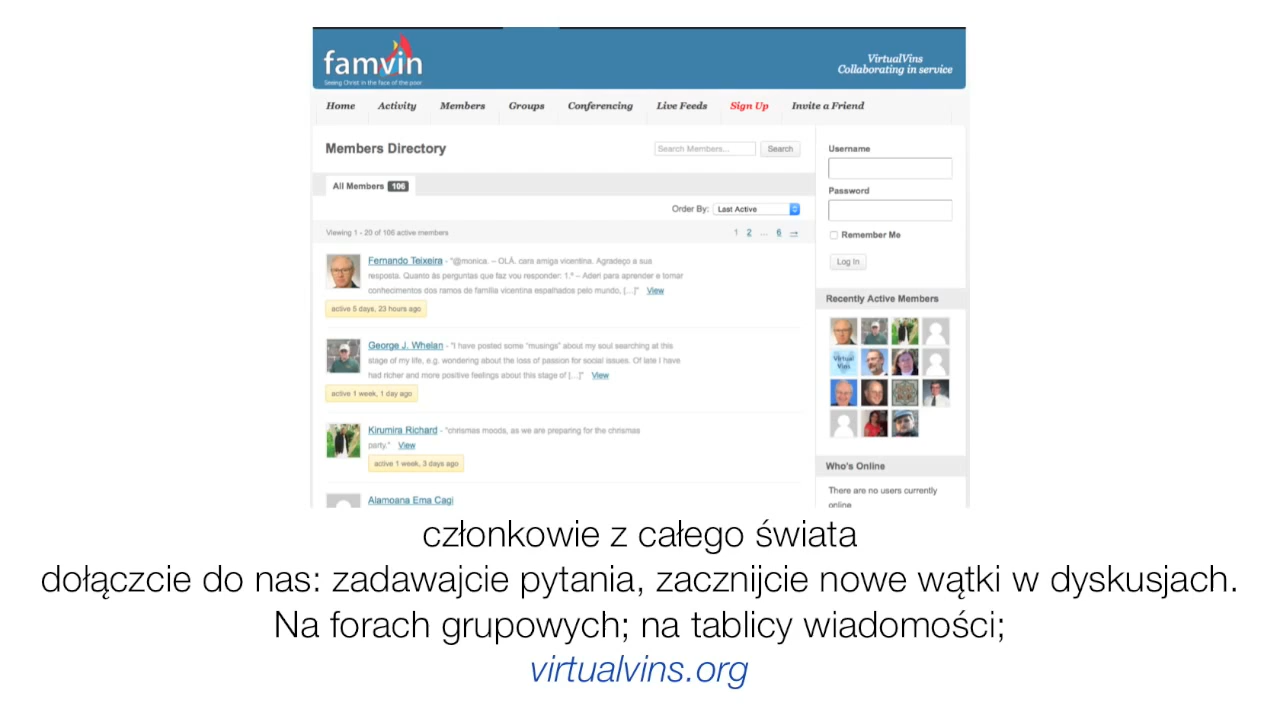 famvin
Seeing Christ in the face of the poor
VirtualVins
Collaborating in service
Home Activity Members Groups Conferencing Live Feeds Sign Up Invite a Friend
Members Directory
Search Members... Search
All Members 106
Order By: Last Active
Viewing 1 - 20 of 106 active members
1 2 ... 6 →
Fernando Teixeira - "@monica. – OLÁ. cara amiga vicentina. Agradeço a sua
resposta. Quanto às perguntas que faz vou responder: 1.º – Aderi para aprender e tomar
conhecimentos dos ramos de família vicentina espalhados pelo mundo, […]" View
active 5 days, 23 hours ago
George J. Whelan - "I have posted some "musings" about my soul searching at this
stage of my life, e.g. wondering about the loss of passion for social issues. Of late I have
had richer and more positive feelings about this stage of […]" View
active 1 week, 1 day ago
Kirumira Richard - "chrismas moods, as we are preparing for the chrismas
party." View
active 1 week, 3 days ago
Alamoana Ema Cagi
Username
Password
Remember Me
Log In
Recently Active Members
Virtual
Vins
Who's Online
There are no users currently
online
członkowie z całego świata
dołączcie do nas: zadawajcie pytania, zacznijcie nowe wątki w dyskusjach.
Na forach grupowych; na tablicy wiadomości;
virtualvins.org